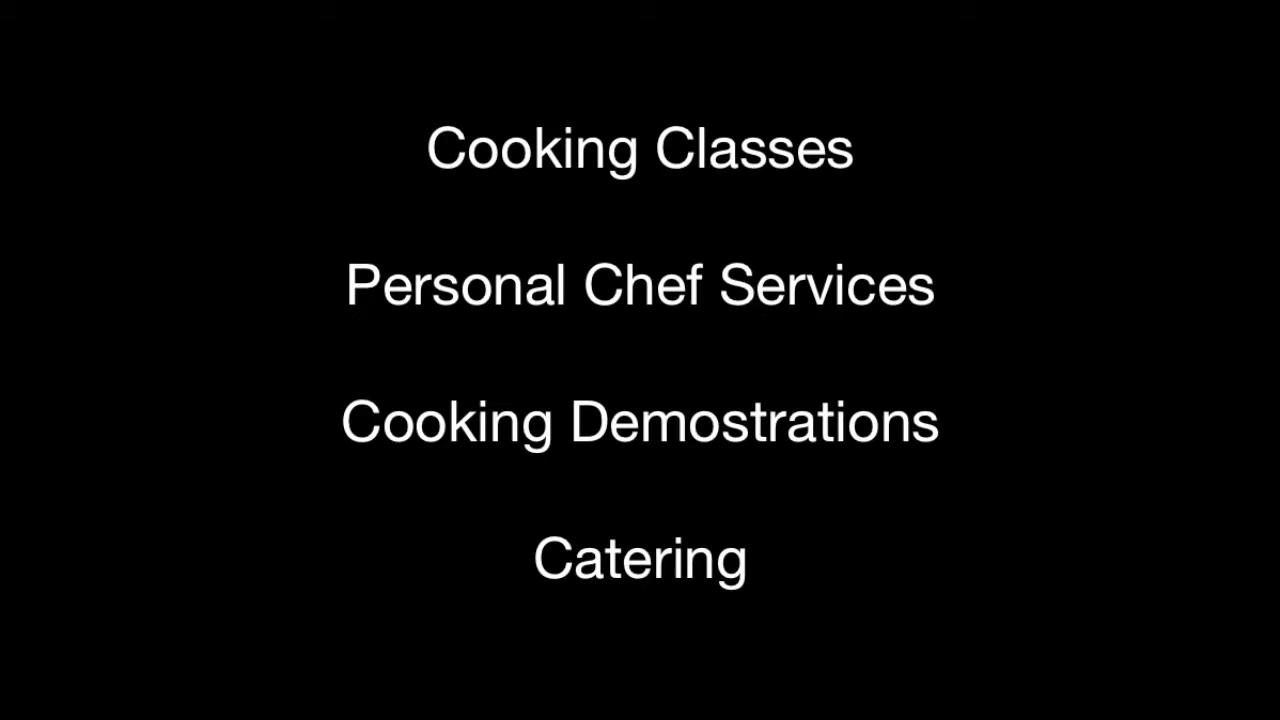 Cooking Classes
Personal Chef Services
Cooking Demostrations
Catering